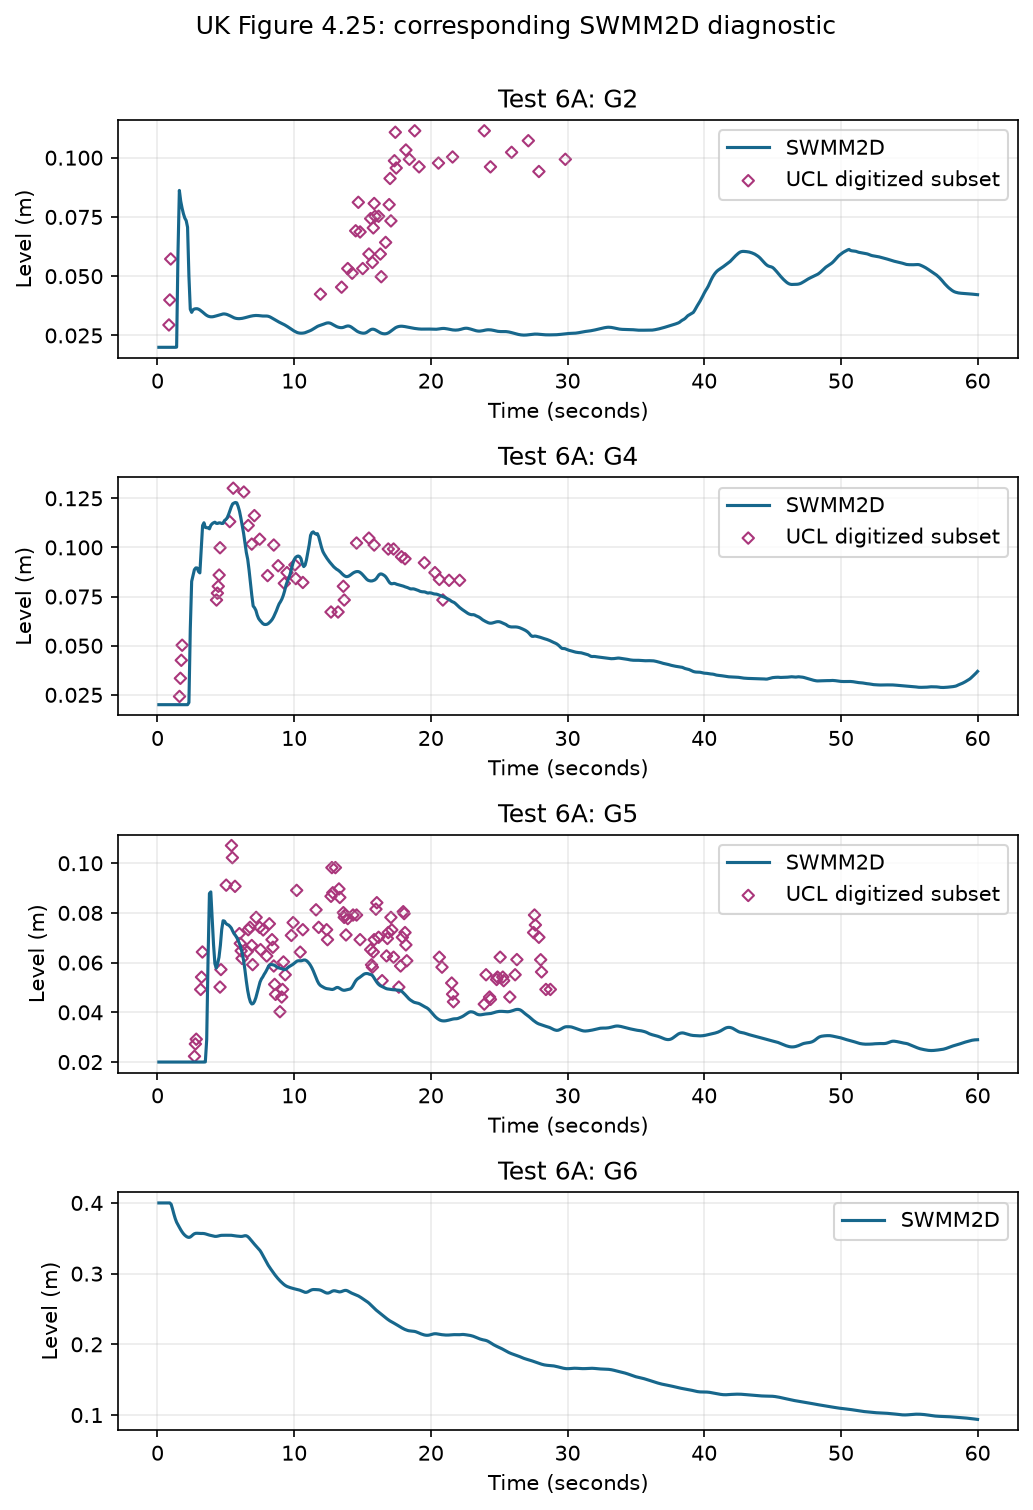 UK Figure 4.25: corresponding SWMM2D diagnostic
Test 6A: G2
SWMM2D
UCL digitized subset
Level (m)
0.100
0.075
0.050
0.025
0 10 20 30 40 50 60
Time (seconds)
Test 6A: G4
SWMM2D
UCL digitized subset
Level (m)
0.125
0.100
0.075
0.050
0.025
0 10 20 30 40 50 60
Time (seconds)
Test 6A: G5
SWMM2D
UCL digitized subset
Level (m)
0.10
0.08
0.06
0.04
0.02
0 10 20 30 40 50 60
Time (seconds)
Test 6A: G6
SWMM2D
Level (m)
0.4
0.3
0.2
0.1
0 10 20 30 40 50 60
Time (seconds)